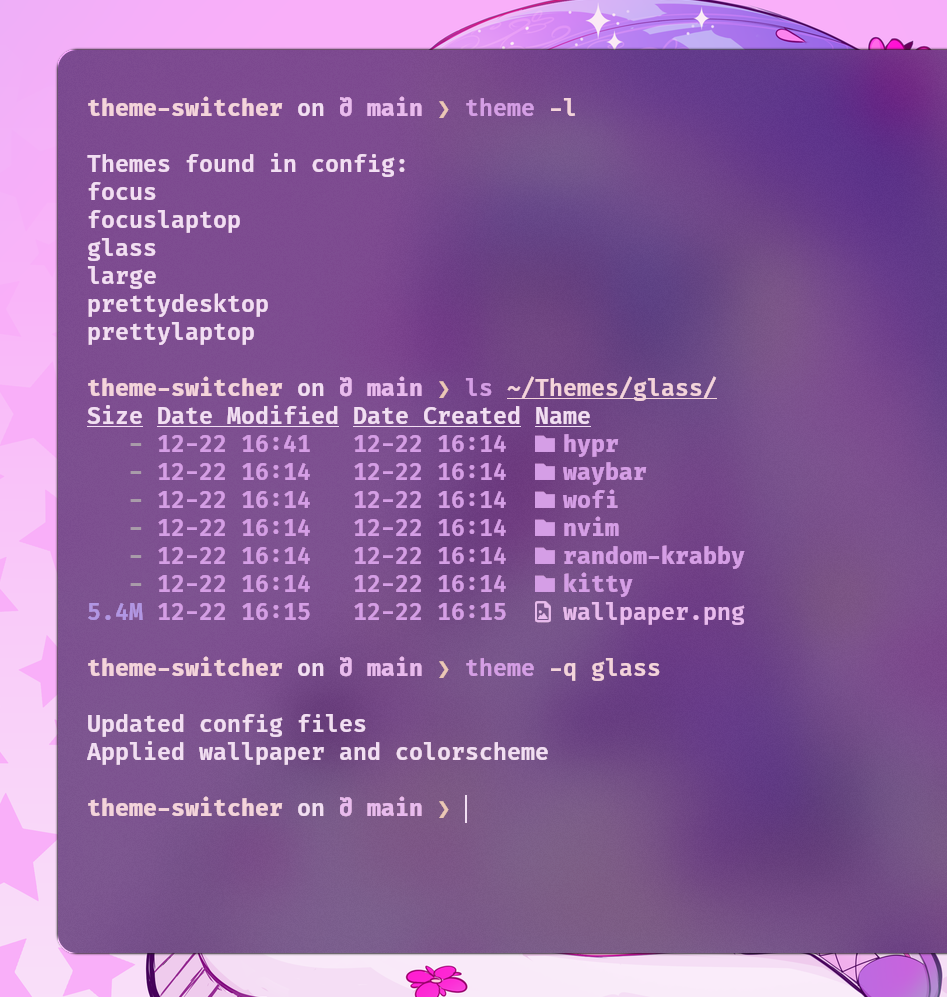 theme-switcher on ð main ❯ theme -l
Themes found in config:
focus
focuslaptop
glass
large
prettydesktop
prettylaptop
theme-switcher on ð main ❯ ls ~/Themes/glass/
Size Date Modified Date Created Name
- 12-22 16:41 12-22 16:14 hypr
- 12-22 16:14 12-22 16:14 waybar
- 12-22 16:14 12-22 16:14 wofi
- 12-22 16:14 12-22 16:14 nvim
- 12-22 16:14 12-22 16:14 random-krabby
- 12-22 16:14 12-22 16:14 kitty
5.4M 12-22 16:15 12-22 16:15 wallpaper.png
theme-switcher on ð main ❯ theme -q glass
Updated config files
Applied wallpaper and colorscheme
theme-switcher on ð main ❯